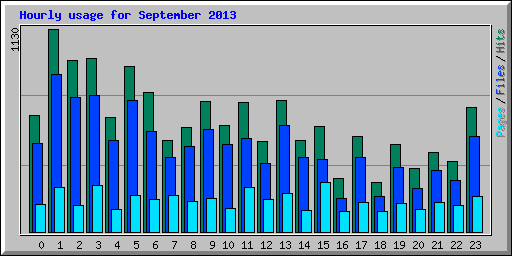 Hourly usage for September 2013
1130
Pages/Files/Hits
0 1 2 3 4 5 6 7 8 9 10 11 12 13 14 15 16 17 18 19 20 21 22 23